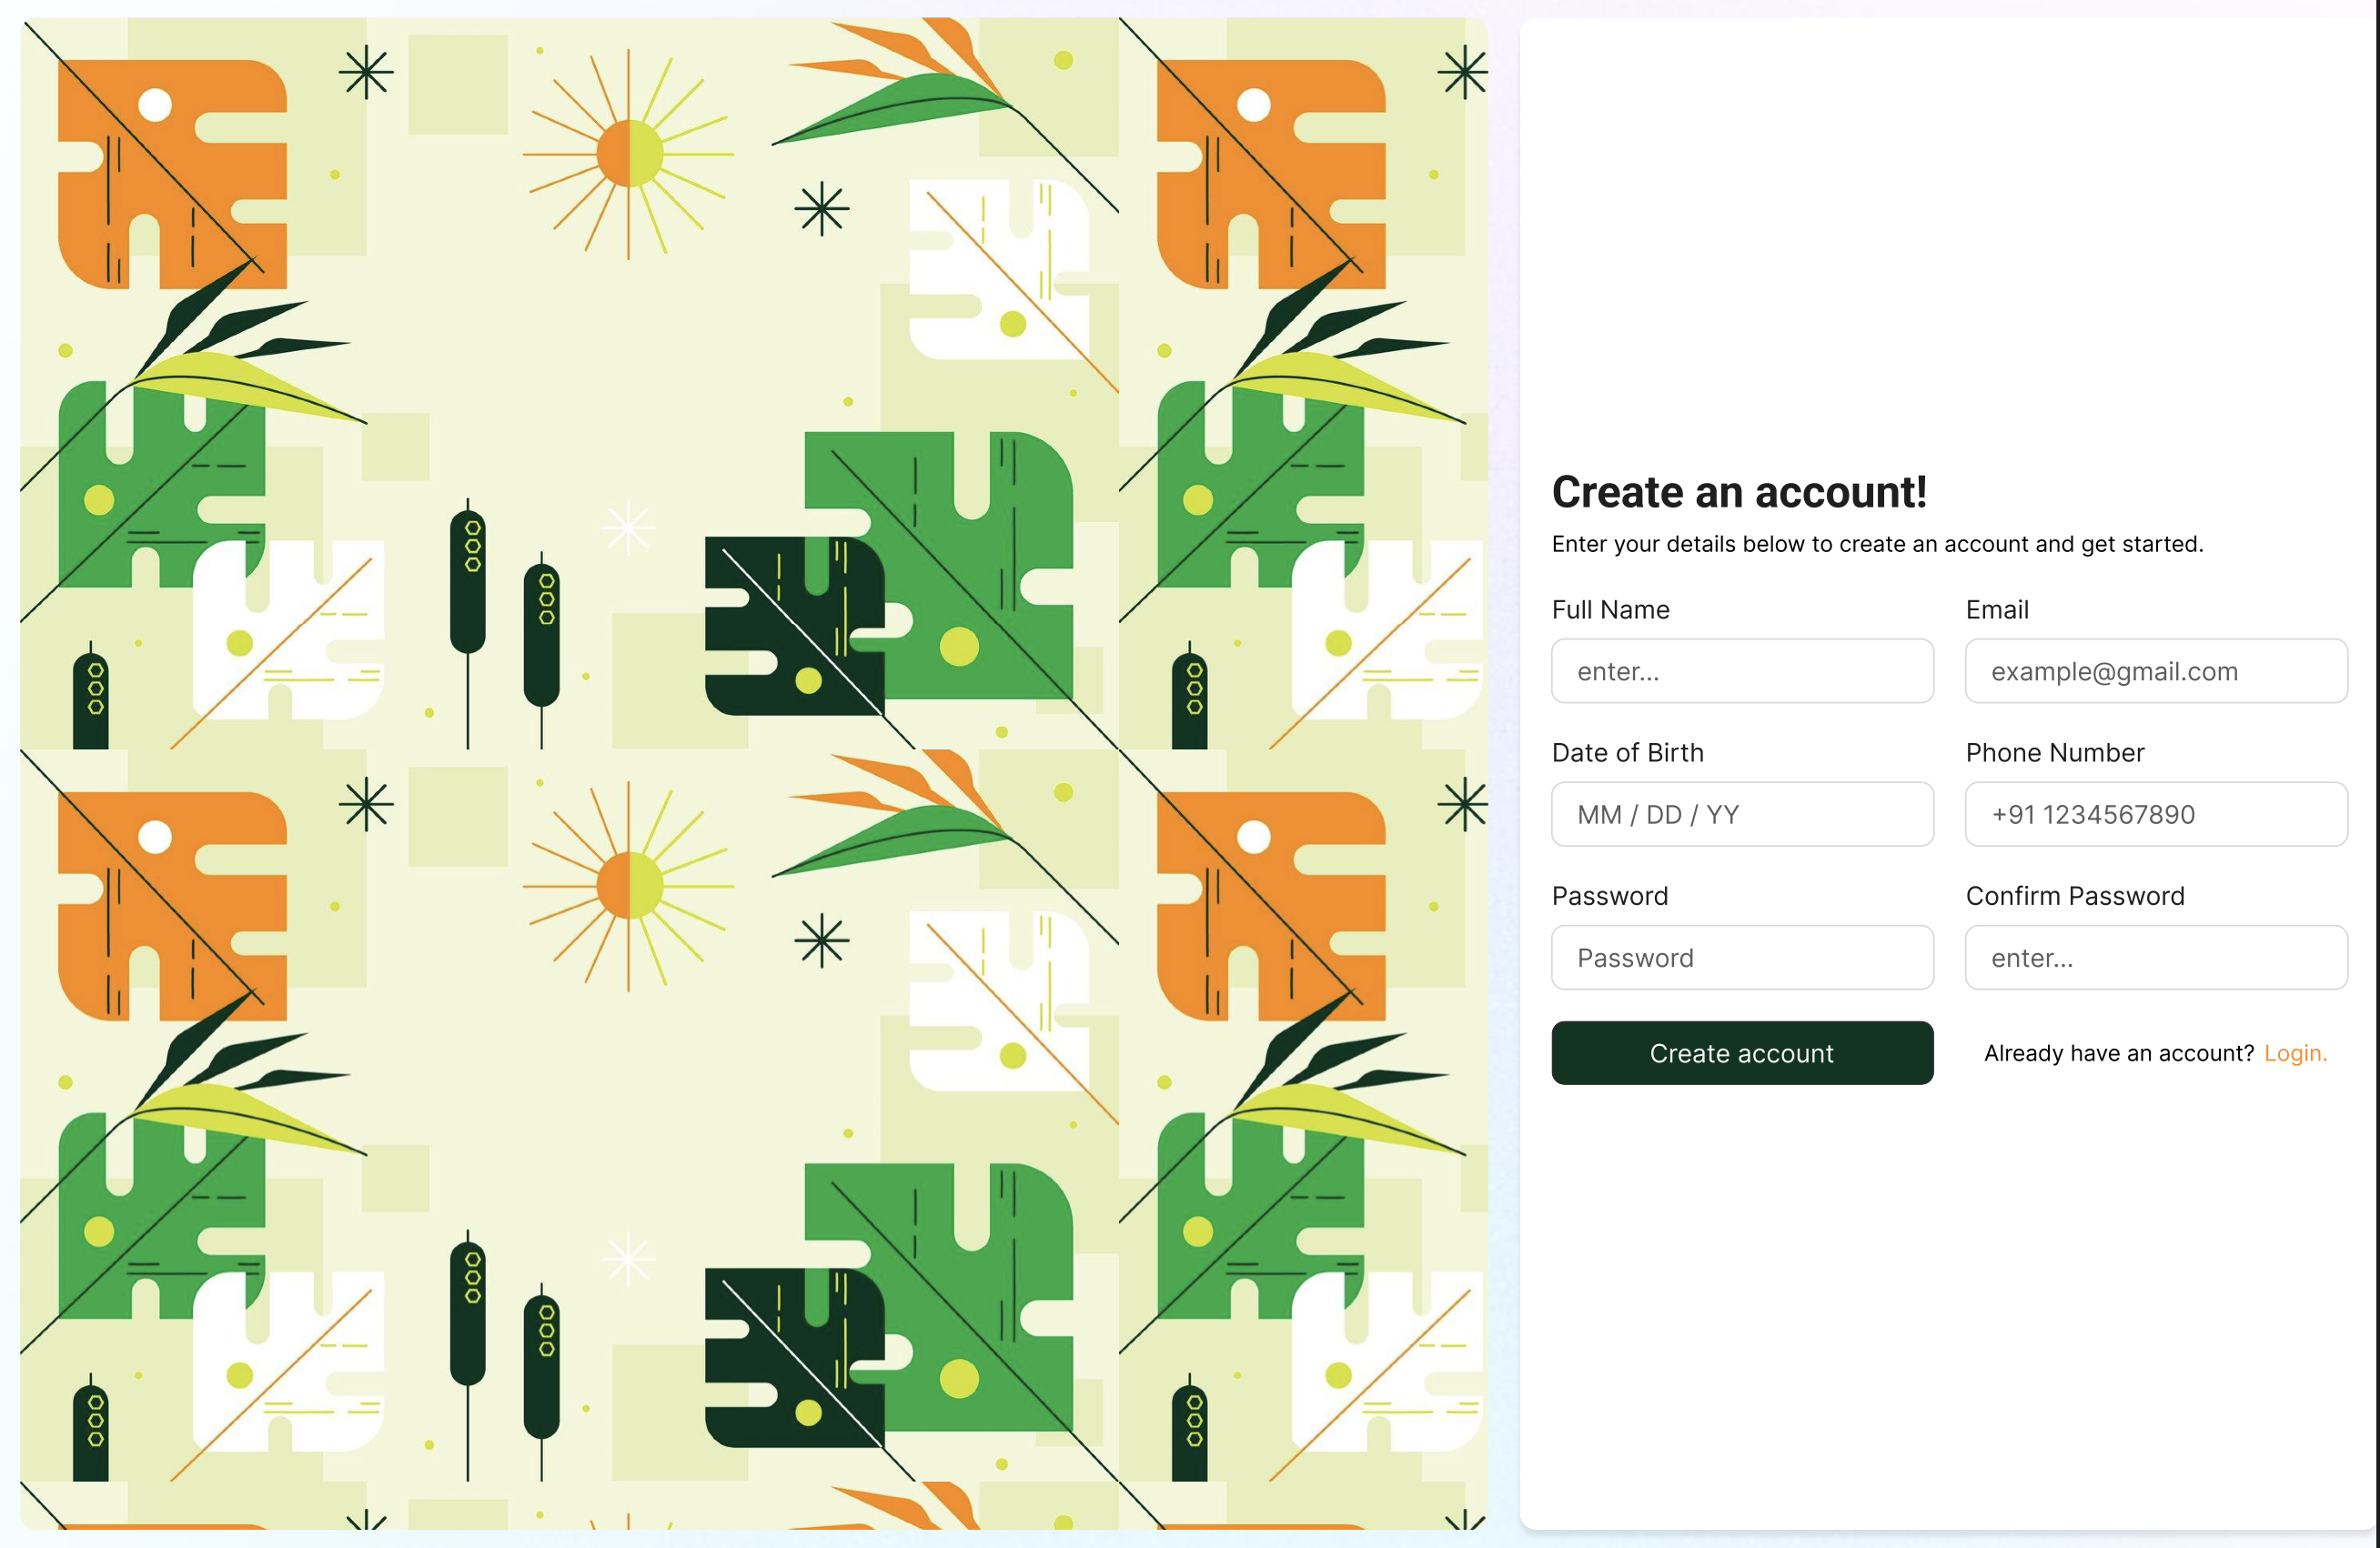 Create an account!
Enter your details below to create an account and get started.
Full Name
Email
enter...
example@gmail.com
Date of Birth
Phone Number
MM / DD / YY
+91 1234567890
Password
Confirm Password
Password
enter...
Create account
Already have an account? Login.